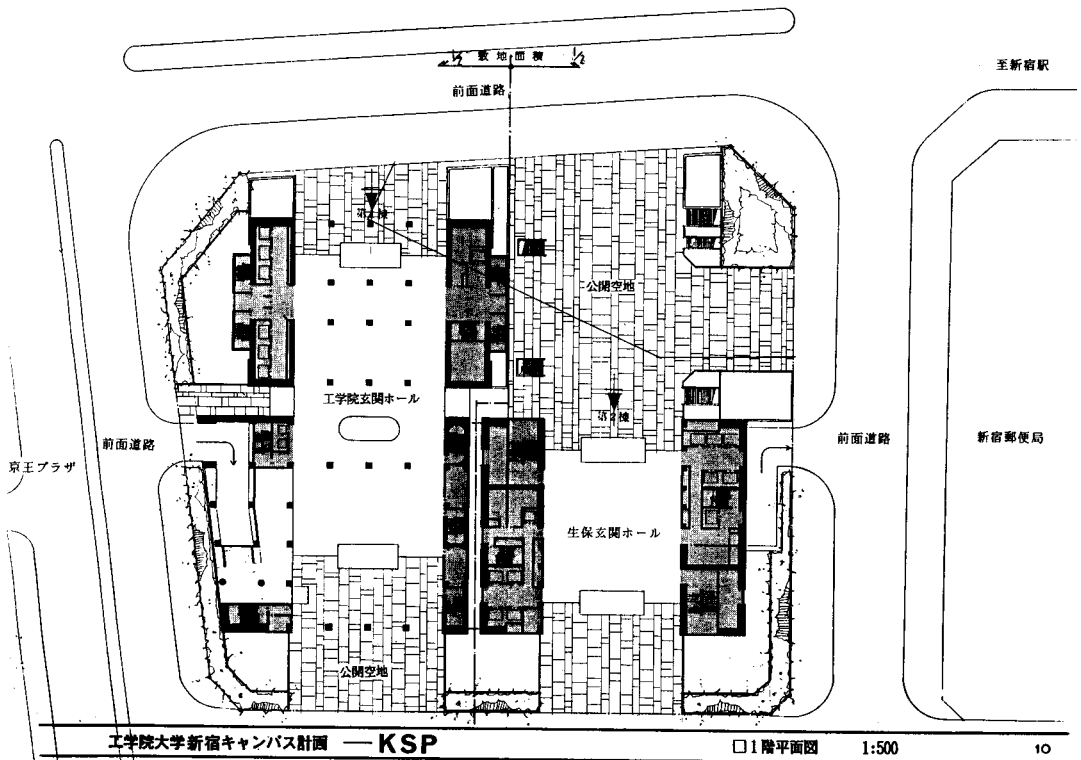 1/2 敷地面積 1/2
前面道路
至新宿駅
第1棟
公開空地
工学院玄関ホール
第2棟
前面道路
前面道路
新宿郵便局
京王プラザ
生保玄関ホール
公開空地
工学院大学新宿キャンパス計画 — KSP
□1階平面図 1:500 10